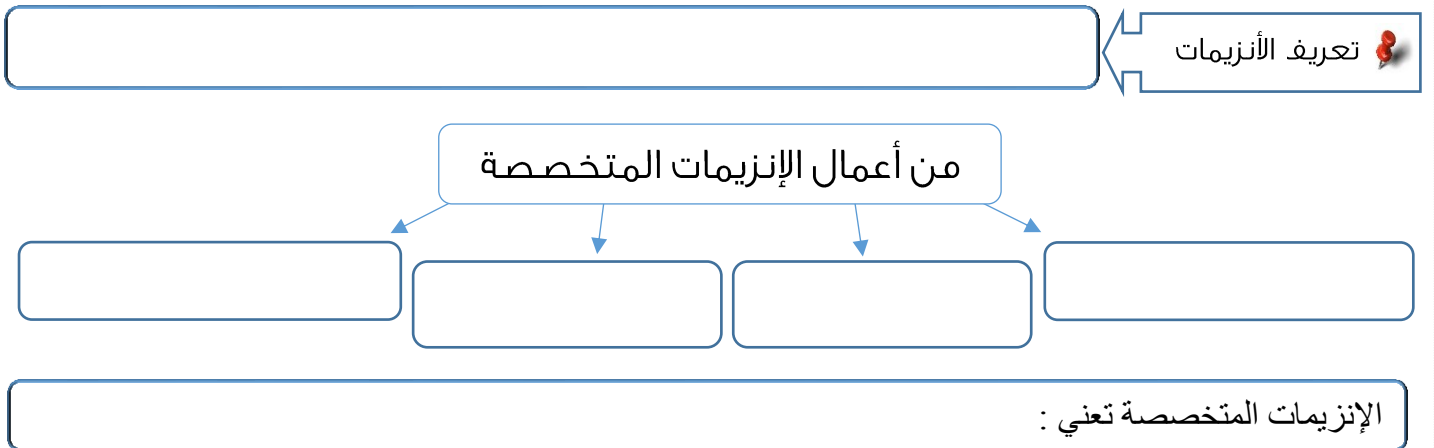 تعريف الأنزيمات
من أعمال الإنزيمات المتخصصة
الإنزيمات المتخصصة تعني :